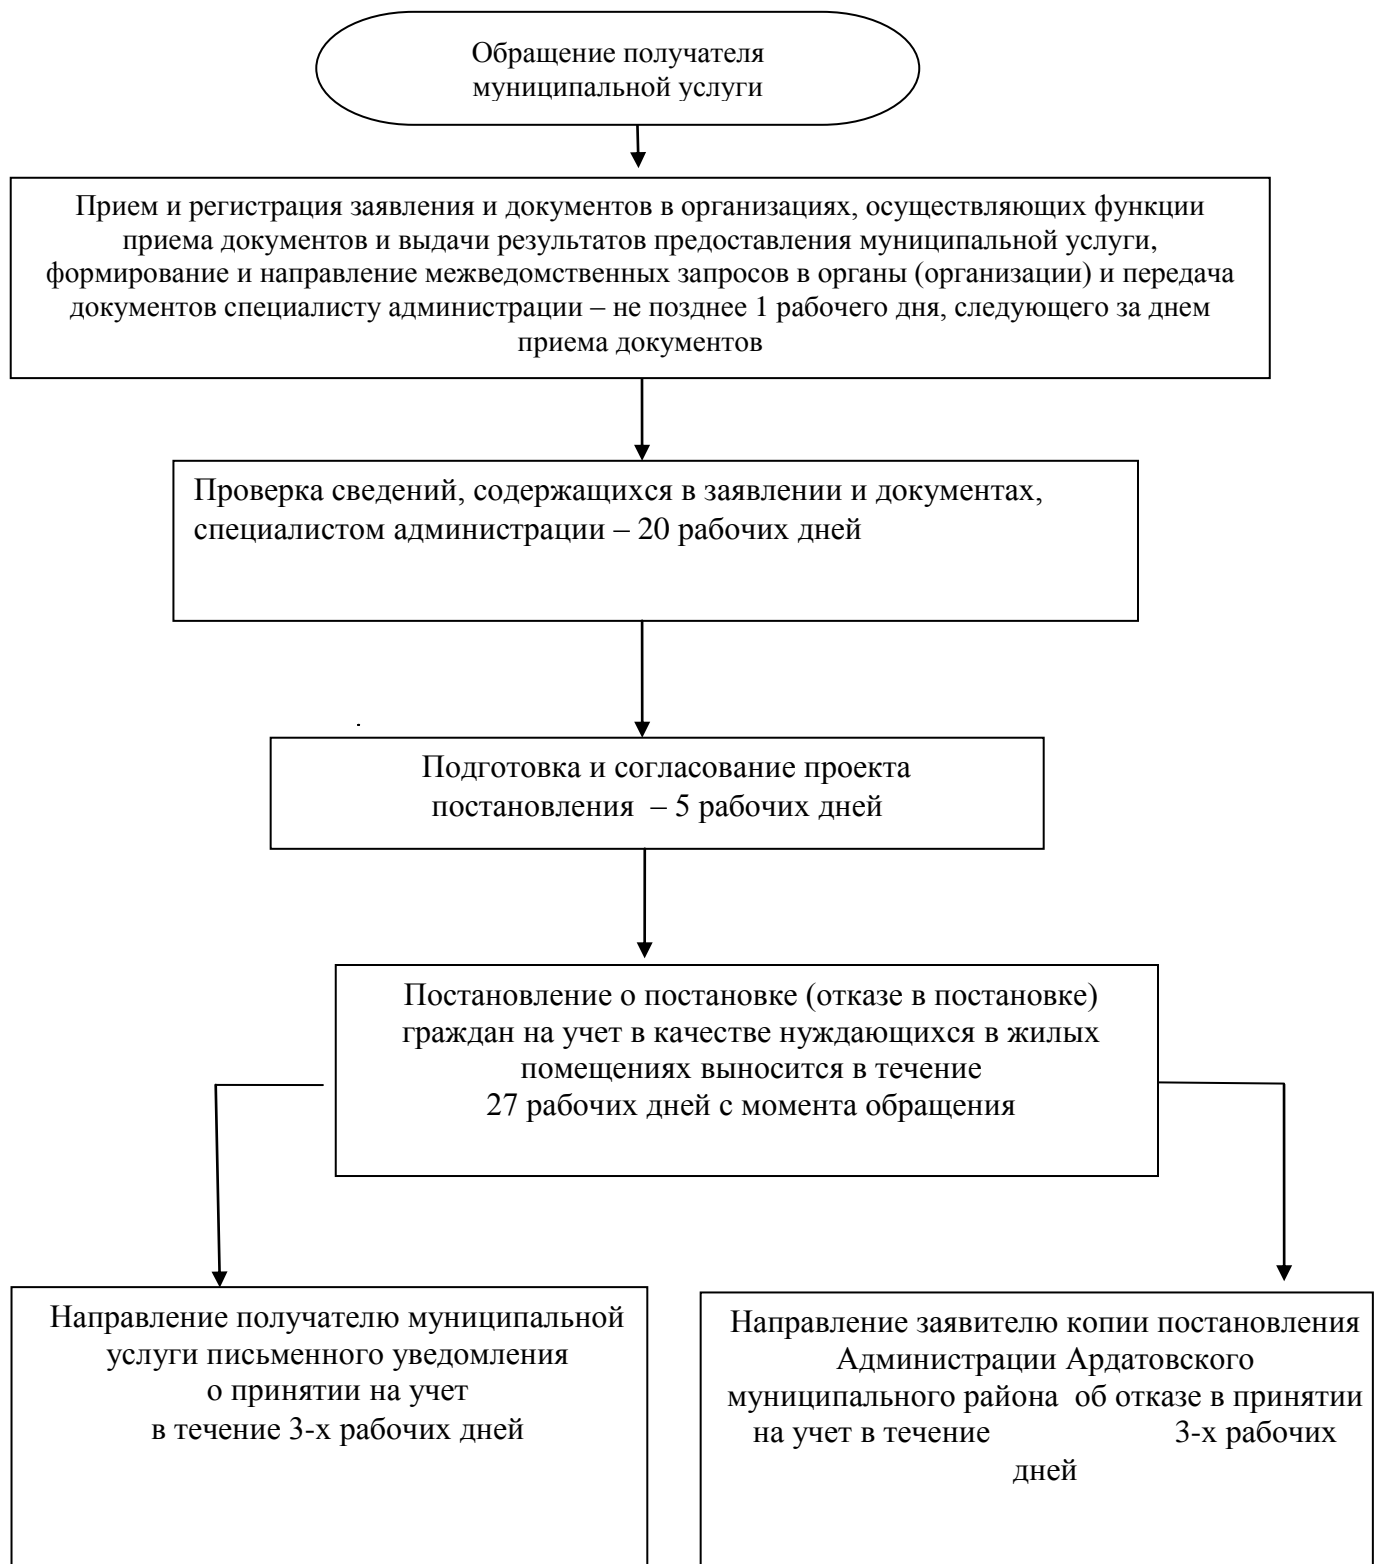 Обращение получателя
муниципальной услуги
Прием и регистрация заявления и документов в организациях, осуществляющих функции
приема документов и выдачи результатов предоставления муниципальной услуги,
формирование и направление межведомственных запросов в органы (организации) и передача
документов специалисту администрации – не позднее 1 рабочего дня, следующего за днем
приема документов
Проверка сведений, содержащихся в заявлении и документах,
специалистом администрации – 20 рабочих дней
Подготовка и согласование проекта
постановления – 5 рабочих дней
Постановление о постановке (отказе в постановке)
граждан на учет в качестве нуждающихся в жилых
помещениях выносится в течение
27 рабочих дней с момента обращения
Направление получателю муниципальной
услуги письменного уведомления
о принятии на учет
в течение 3-х рабочих дней
Направление заявителю копии постановления
Администрации Ардатовского
муниципального района об отказе в принятии
на учет в течение 3-х рабочих
дней